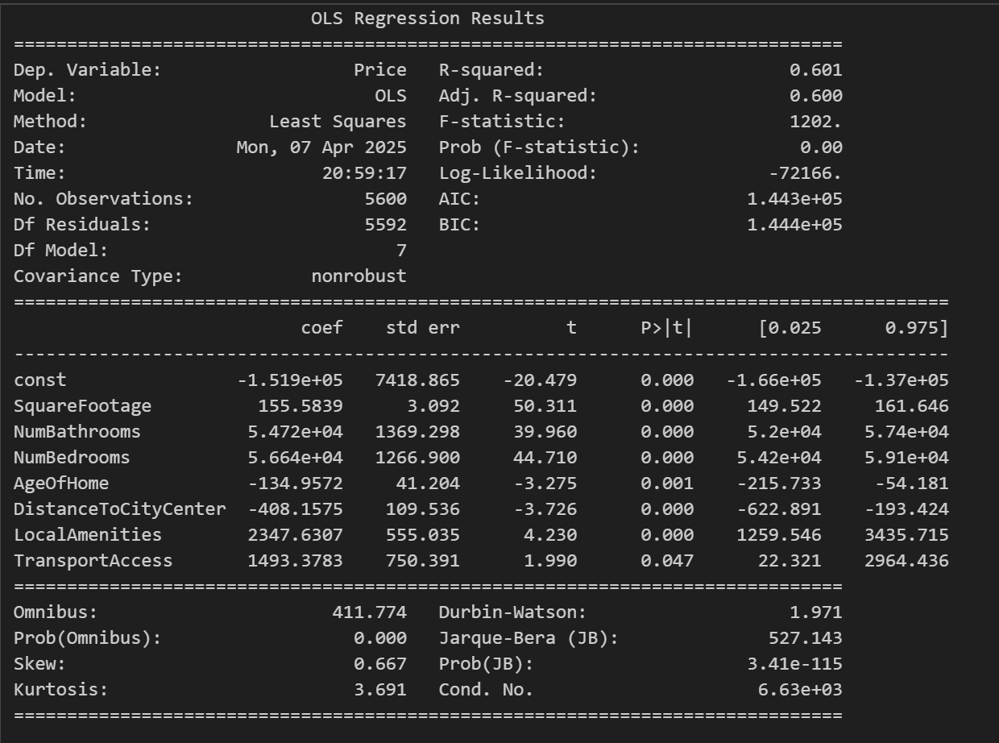 OLS Regression Results
==============================================================================
Dep. Variable:                  Price   R-squared:                       0.601
Model:                            OLS   Adj. R-squared:                  0.600
Method:                 Least Squares   F-statistic:                     1202.
Date:                Mon, 07 Apr 2025   Prob (F-statistic):               0.00
Time:                        20:59:17   Log-Likelihood:                -72166.
No. Observations:                5600   AIC:                         1.443e+05
Df Residuals:                    5592   BIC:                         1.444e+05
Df Model:                           7
Covariance Type:            nonrobust
========================================================================================
                           coef    std err          t      P>|t|      [0.025      0.975]
----------------------------------------------------------------------------------------
const                -1.519e+05   7418.865    -20.479      0.000   -1.66e+05   -1.37e+05
SquareFootage          155.5839      3.092     50.311      0.000     149.522     161.646
NumBathrooms          5.472e+04   1369.298     39.960      0.000     5.2e+04    5.74e+04
NumBedrooms           5.664e+04   1266.900     44.710      0.000    5.42e+04    5.91e+04
AgeOfHome             -134.9572     41.204     -3.275      0.001    -215.733     -54.181
DistanceToCityCenter  -408.1575    109.536     -3.726      0.000    -622.891    -193.424
LocalAmenities        2347.6307    555.035      4.230      0.000    1259.546    3435.715
TransportAccess       1493.3783    750.391      1.990      0.047      22.321    2964.436
==============================================================================
Omnibus:                      411.774   Durbin-Watson:                   1.971
Prob(Omnibus):                  0.000   Jarque-Bera (JB):              527.143
Skew:                           0.667   Prob(JB):                    3.41e-115
Kurtosis:                       3.691   Cond. No.                     6.63e+03
==============================================================================